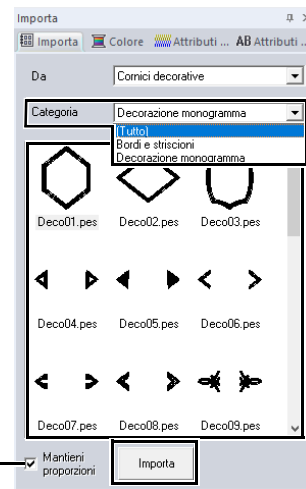 Importa
Importa Colore Attributi ... AB Attributi ..
Da Cornici decorative
Categoria Decorazione monogramma
(Tutto)
Bordi e striscioni
Decorazione monogramma
Deco01.pes Deco02.pes Deco03.pes
Deco04.pes Deco05.pes Deco06.pes
Deco07.pes Deco08.pes Deco09.pes
Mantieni
proporzioni
Importa